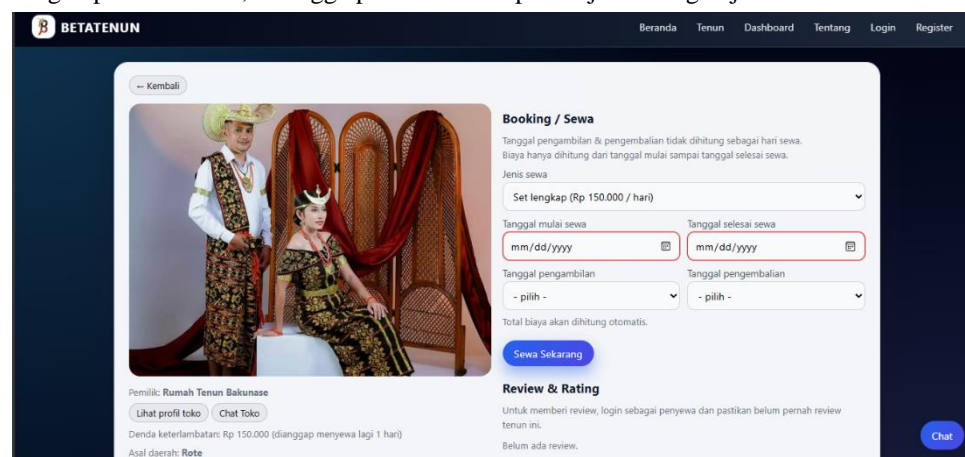 BETATENUN
Beranda Tenun Dashboard Tentang Login Register
← Kembali
Booking / Sewa
Tanggal pengambilan & pengembalian tidak dihitung sebagai hari sewa.
Biaya hanya dihitung dari tanggal mulai sampai tanggal selesai sewa.
Jenis sewa
Set lengkap (Rp 150.000 / hari)
Tanggal mulai sewa Tanggal selesai sewa
mm/dd/yyyy mm/dd/yyyy
Tanggal pengambilan Tanggal pengembalian
- pilih - - pilih -
Total biaya akan dihitung otomatis.
Sewa Sekarang
Pemilik: Rumah Tenun Bakunase
Lihat profil toko Chat Toko
Denda keterlambatan: Rp 150.000 (dianggap menyewa lagi 1 hari)
Asal daerah: Rote
Review & Rating
Untuk memberi review, login sebagai penyewa dan pastikan belum pernah review
tenun ini.
Belum ada review.
Chat